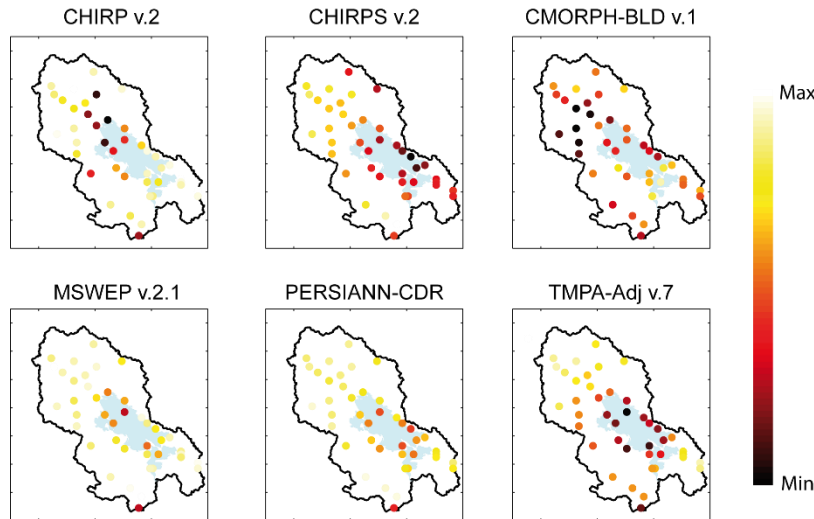 CHIRP v.2
CHIRPS v.2
CMORPH-BLD v.1
Max
MSWEP v.2.1
PERSIANN-CDR
TMPA-Adj v.7
Min